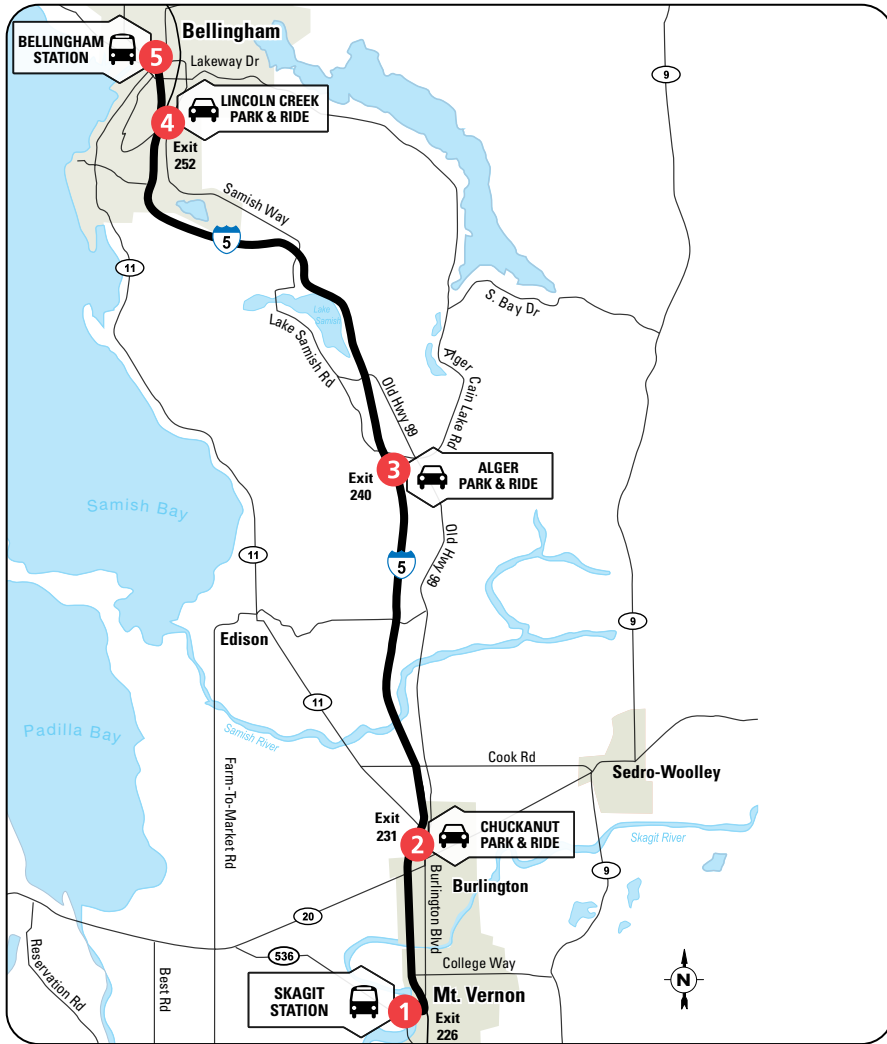 Bellingham
BELLINGHAM
STATION
5
Lakeway Dr
9
LINCOLN CREEK
PARK & RIDE
4
Exit
252
Samish Way
5
11
S. Bay Dr
Lake
Samish
Lake Samish Rd
Alger
Cain Lake Rd
Old Hwy 99
3
Exit
240
ALGER
PARK & RIDE
Samish Bay
Old Hwy 99
11
5
9
Edison
11
Samish River
Padilla Bay
Cook Rd
Sedro-Woolley
Farm-To-Market Rd
Exit
231
2
CHUCKANUT
PARK & RIDE
Skagit River
Burlington Blvd
Burlington
9
20
536
College Way
Reservation Rd
Best Rd
SKAGIT
STATION
1
Mt. Vernon
Exit
226
N